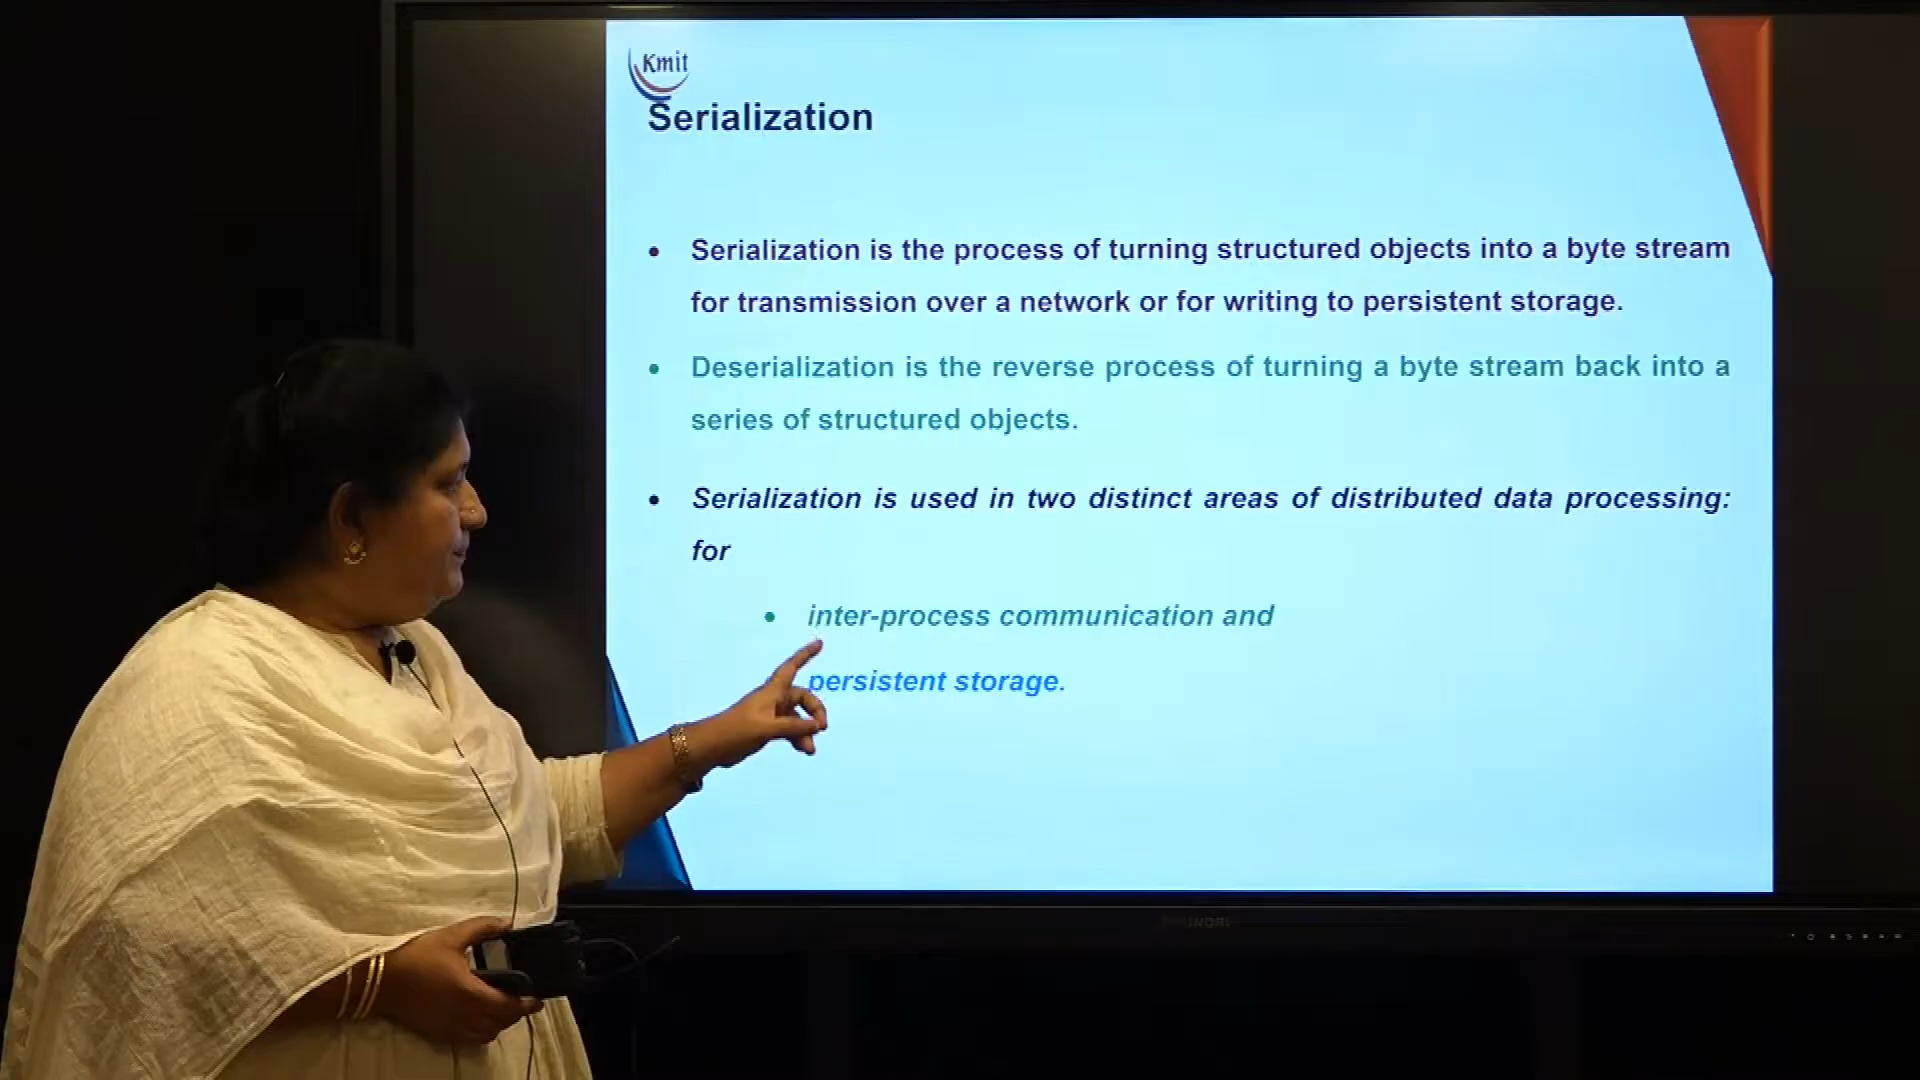 Kmit
Serialization
• Serialization is the process of turning structured objects into a byte stream
for transmission over a network or for writing to persistent storage.
• Deserialization is the reverse process of turning a byte stream back into a
series of structured objects.
• Serialization is used in two distinct areas of distributed data processing:
for
• inter-process communication and
persistent storage.